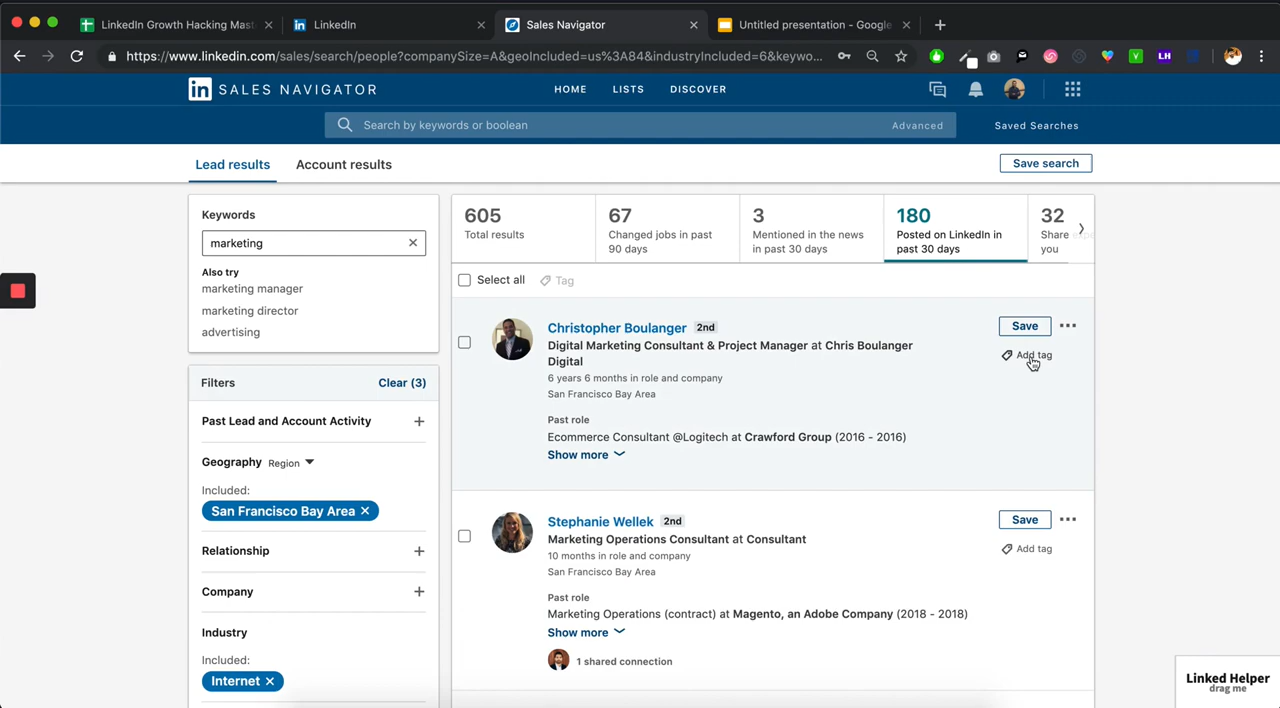 LinkedIn Growth Hacking Mast
LinkedIn
Sales Navigator
Untitled presentation - Google
https://www.linkedin.com/sales/search/people?companySize=A&geoIncluded=us%3A84&industryIncluded=6&keywo...
LH
in SALES NAVIGATOR
HOME
LISTS
DISCOVER
Search by keywords or boolean
Advanced
Saved Searches
Lead results
Account results
Save search
Keywords
marketing
Also try
marketing manager
marketing director
advertising
Filters
Clear (3)
Past Lead and Account Activity
Geography Region
Included:
San Francisco Bay Area
Relationship
Company
Industry
Included:
Internet
605
Total results
67
Changed jobs in past
90 days
3
Mentioned in the news
in past 30 days
180
Posted on LinkedIn in
past 30 days
32
Share
you
Select all
Tag
Christopher Boulanger 2nd
Digital Marketing Consultant & Project Manager at Chris Boulanger
Digital
6 years 6 months in role and company
San Francisco Bay Area
Past role
Ecommerce Consultant @Logitech at Crawford Group (2016 - 2016)
Show more
Save
Add tag
Stephanie Wellek 2nd
Marketing Operations Consultant at Consultant
10 months in role and company
San Francisco Bay Area
Past role
Marketing Operations (contract) at Magento, an Adobe Company (2018 - 2018)
Show more
1 shared connection
Save
Add tag
Linked Helper
drag me